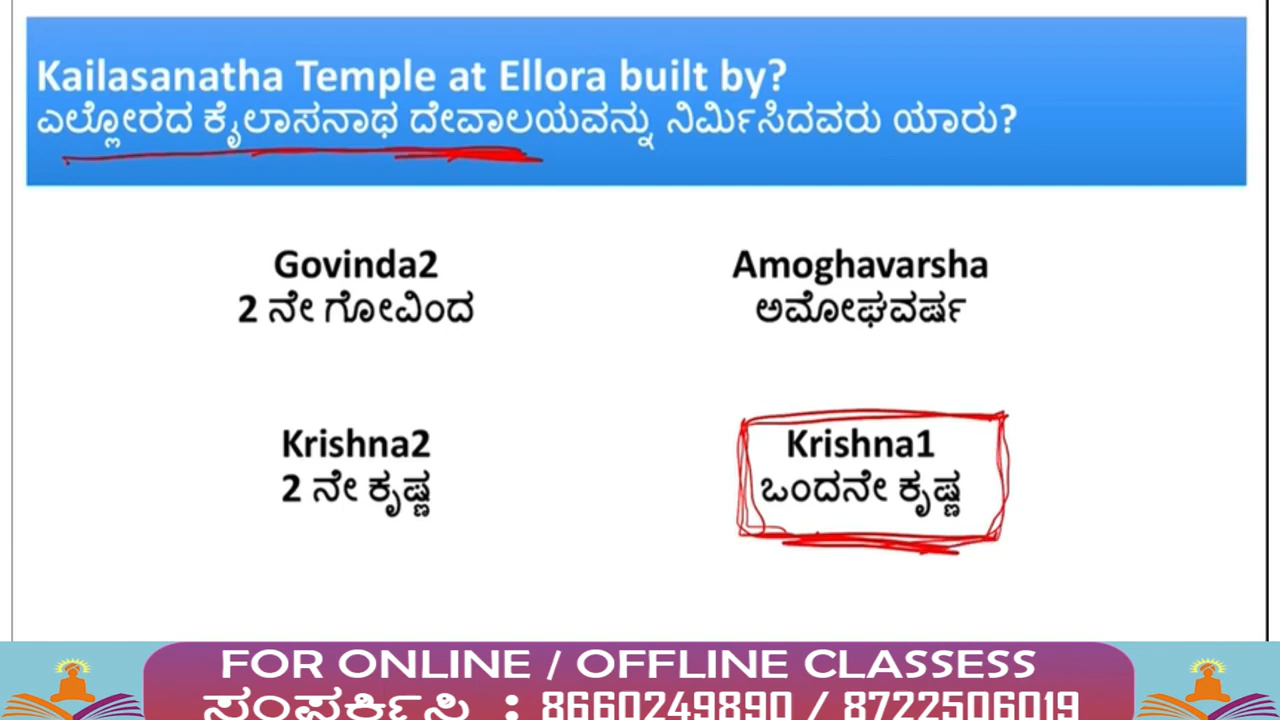 Kailasanatha Temple at Ellora built by?
ಎಲ್ಲೋರದ ಕೈಲಾಸನಾಥ ದೇವಾಲಯವನ್ನು ನಿರ್ಮಿಸಿದವರು ಯಾರು?
Govinda2
2 ನೇ ಗೋವಿಂದ
Amoghavarsha
ಅಮೋಘವರ್ಷ
Krishna2
2 ನೇ ಕೃಷ್ಣ
Krishna1
ಒಂದನೇ ಕೃಷ್ಣ
FOR ONLINE / OFFLINE CLASSESS
ಸಂಪರ್ಕಿಸಿ : 8660249890 / 8722506019